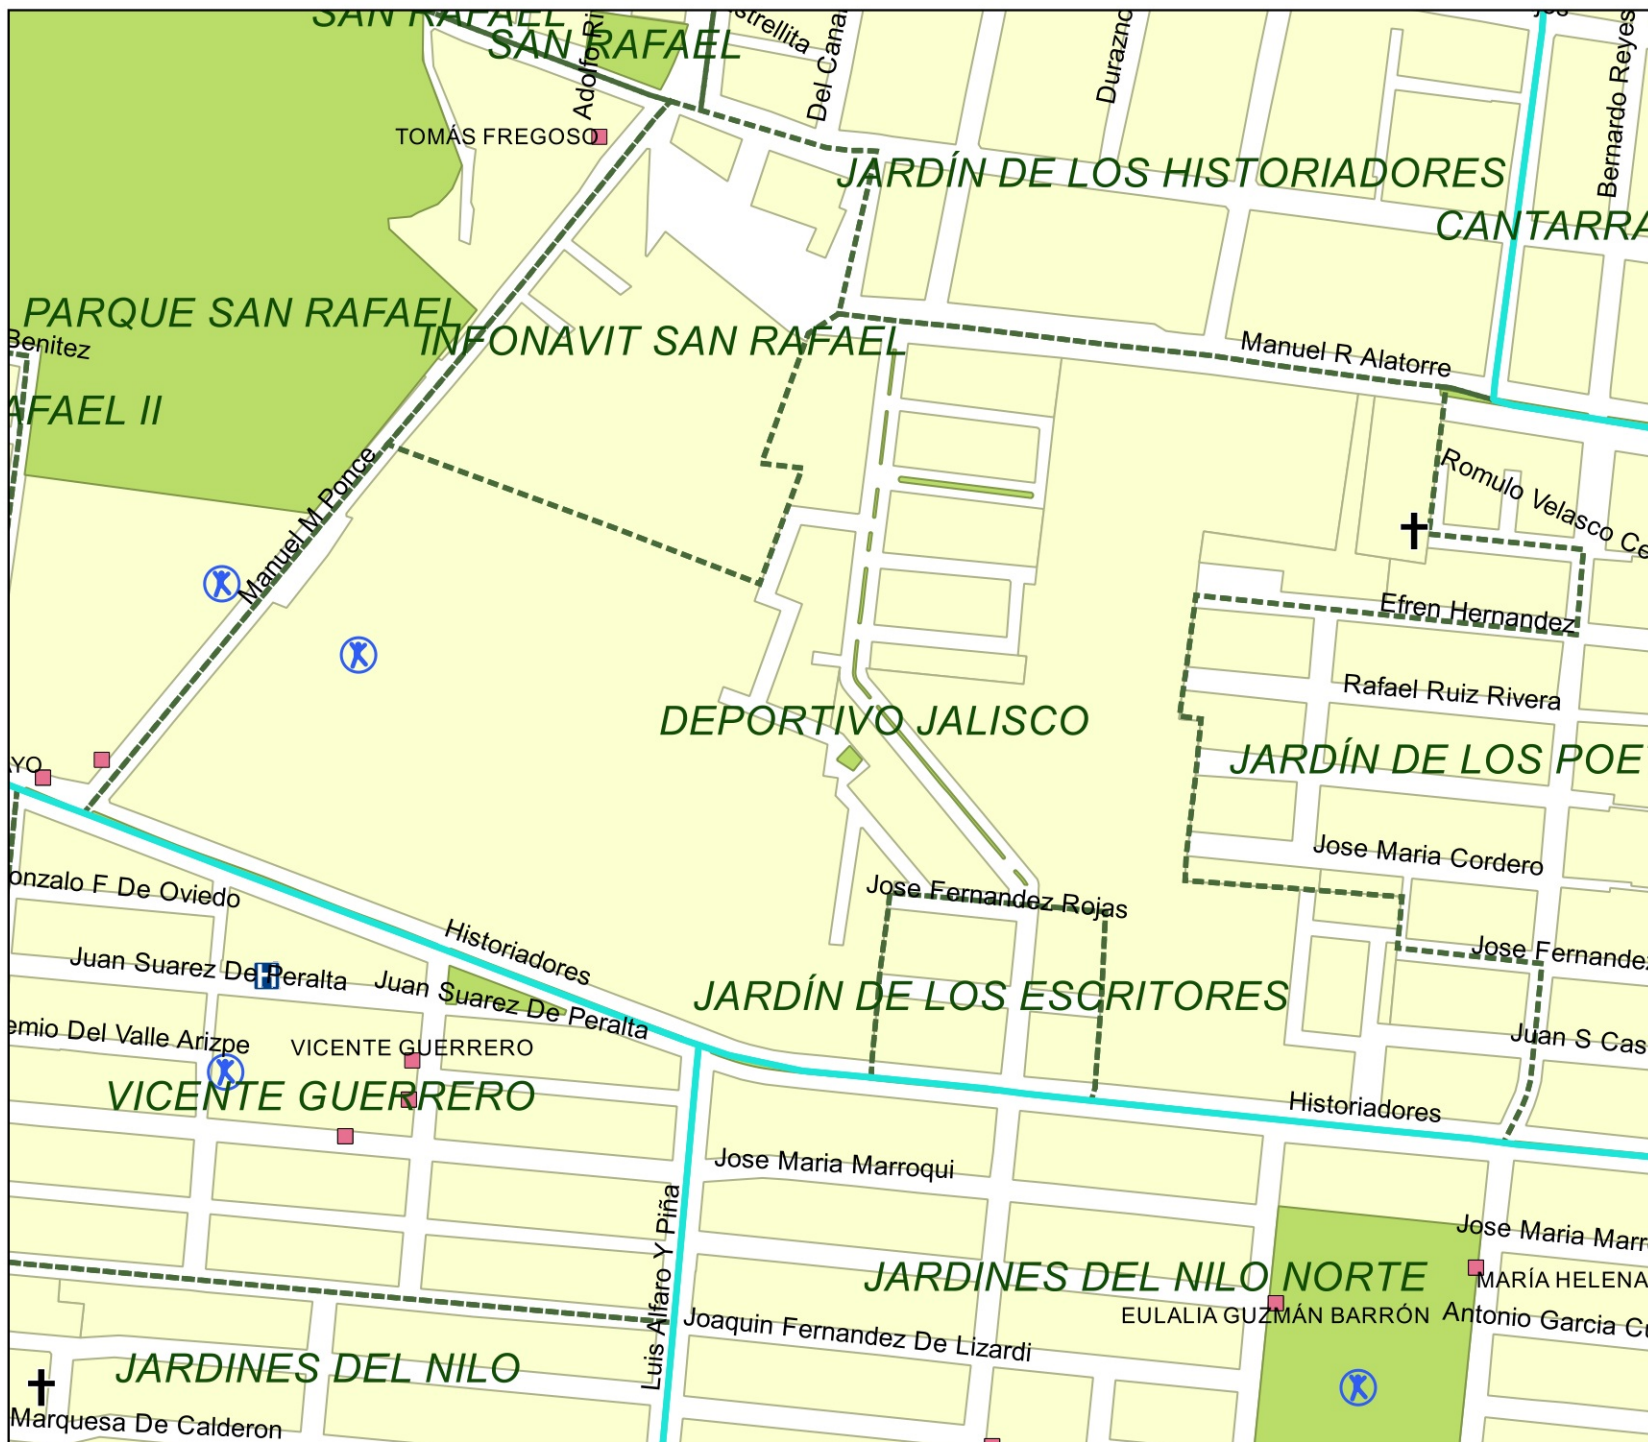 SAN RAFAEL
SAN RAFAEL
Adolfo Ri
strellita
Del Canal
Durazno
Bernardo Reyes
TOMÁS FREGOSO
JARDÍN DE LOS HISTORIADORES
CANTARRA
PARQUE SAN RAFAEL
INFONAVIT SAN RAFAEL
Benitez
Manuel R Alatorre
AFAEL II
Manuel M Ponce
Romulo Velasco Ce
Efren Hernandez
Rafael Ruiz Rivera
DEPORTIVO JALISCO
JARDÍN DE LOS POE
YO
Jose Maria Cordero
onzalo F De Oviedo
Jose Fernandez Rojas
Historiadores
Jose Fernandez
Juan Suarez De Peralta
H
Juan Suarez De Peralta
JARDÍN DE LOS ESCRITORES
emio Del Valle Arizpe
VICENTE GUERRERO
Juan S Cas
VICENTE GUERRERO
Historiadores
Jose Maria Marroqui
Luis Alfaro Y Piña
Jose Maria Marr
JARDINES DEL NILO NORTE
MARÍA HELENA
EULALIA GUZMÁN BARRÓN
Antonio Garcia Cu
Joaquin Fernandez De Lizardi
JARDINES DEL NILO
Marquesa De Calderon